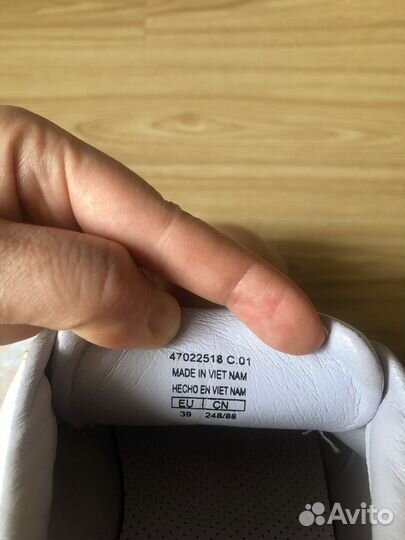 47022518 C.01
MADE IN VIET NAM
HECHO EN VIET NAM
EU CN
39 248/88
Avito